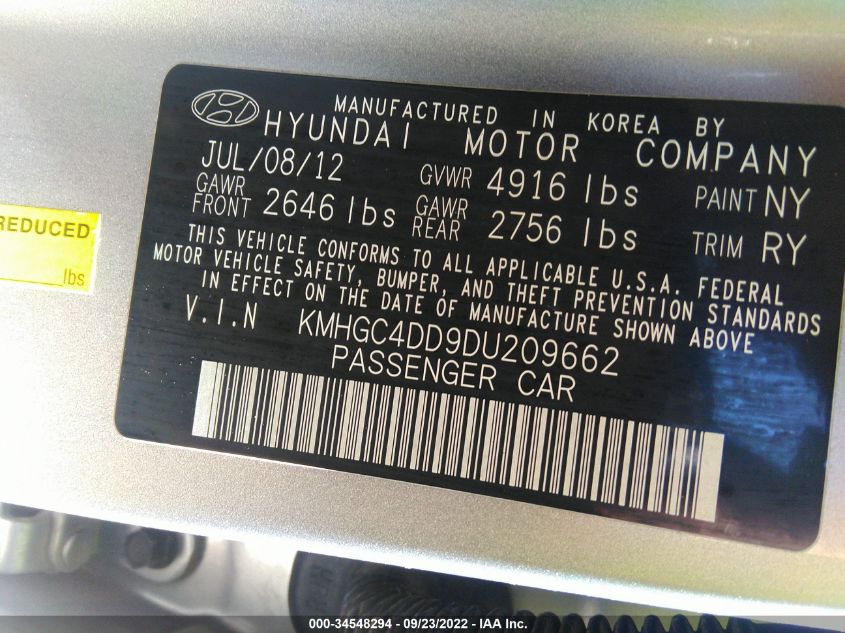 MANUFACTURED IN KOREA BY
HYUNDAI MOTOR COMPANY
JUL/08/12 GVWR 4916 lbs PAINT NY
GAWR FRONT 2646 lbs GAWR REAR 2756 lbs TRIM RY
THIS VEHICLE CONFORMS TO ALL APPLICABLE U.S.A. FEDERAL
MOTOR VEHICLE SAFETY, BUMPER, AND THEFT PREVENTION STANDARDS
IN EFFECT ON THE DATE OF MANUFACTURE SHOWN ABOVE
V.I.N KMHGC4DD9DU209662
PASSENGER CAR
REDUCED
lbs
000-34548294 - 09/23/2022 - IAA Inc.